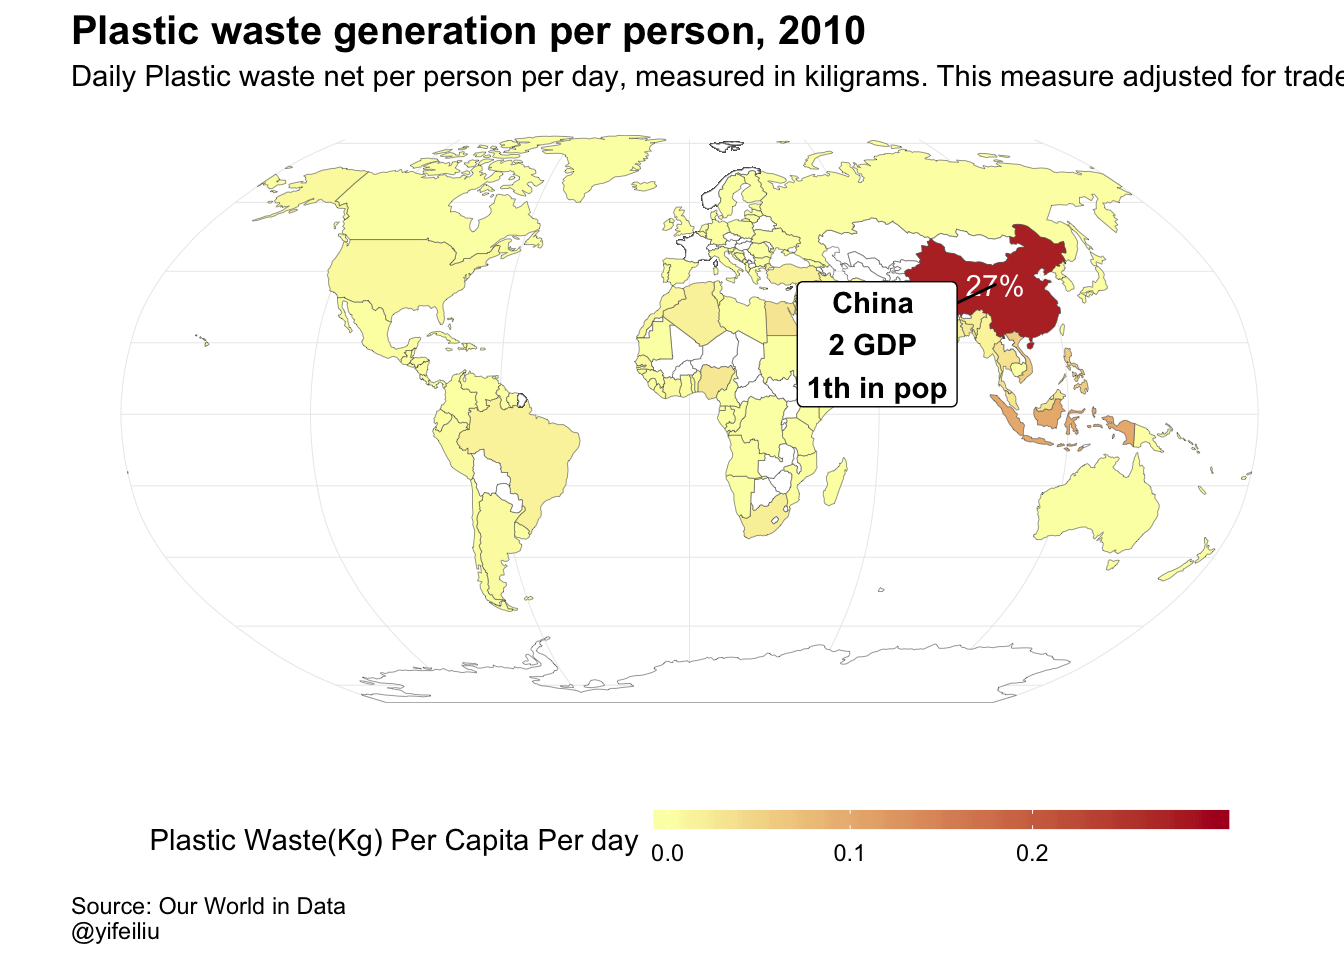 Plastic waste generation per person, 2010
Daily Plastic waste net per person per day, measured in kiligrams. This measure adjusted for trade
27%
China
2 GDP
1th in pop
Plastic Waste(Kg) Per Capita Per day
0.0
0.1
0.2
Source: Our World in Data
@yifeiliu